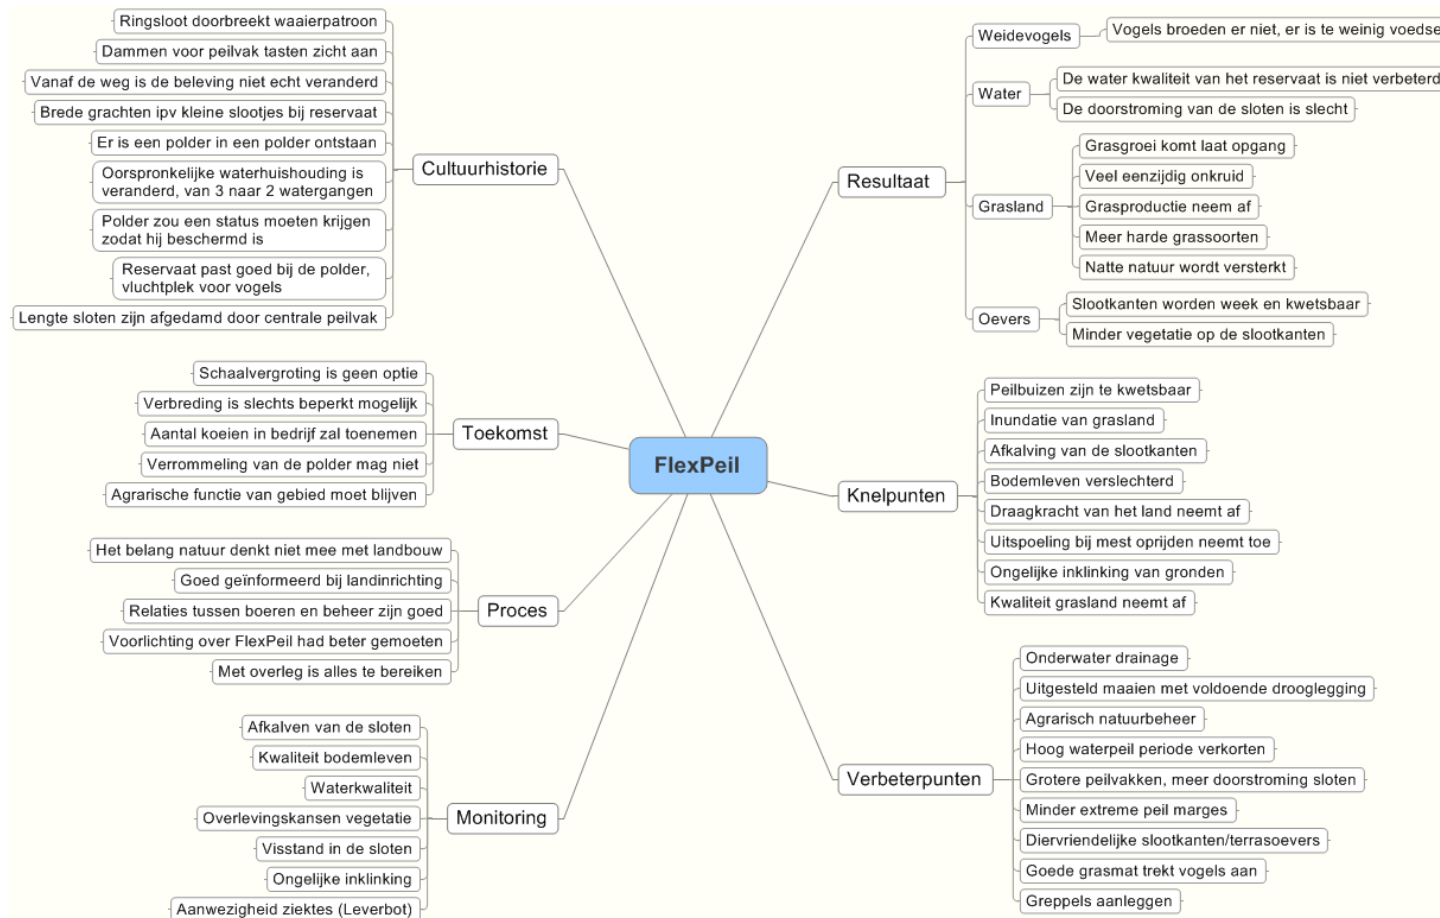 Ringsloot doorbreekt waaierpatroon
Dammen voor peilvak tasten zicht aan
Vanaf de weg is de beleving niet echt veranderd
Brede grachten ipv kleine slootjes bij reservaat
Er is een polder in een polder ontstaan
Oorspronkelijke waterhuishouding is
veranderd, van 3 naar 2 watergangen
Polder zou een status moeten krijgen
zodat hij beschermd is
Reservaat past goed bij de polder,
vluchtplek voor vogels
Lengte sloten zijn afgedamd door centrale peilvak
Cultuurhistorie
Schaalvergroting is geen optie
Verbreding is slechts beperkt mogelijk
Aantal koeien in bedrijf zal toenemen
Verrommeling van de polder mag niet
Agrarische functie van gebied moet blijven
Toekomst
Het belang natuur denkt niet mee met landbouw
Goed geïnformeerd bij landinrichting
Relaties tussen boeren en beheer zijn goed
Voorlichting over FlexPeil had beter gemoeten
Met overleg is alles te bereiken
Proces
Afkalven van de sloten
Kwaliteit bodemleven
Waterkwaliteit
Overlevingskansen vegetatie
Visstand in de sloten
Ongelijke inklinking
Aanwezigheid ziektes (Leverbot)
Monitoring
FlexPeil
Resultaat
Weidevogels
Vogels broeden er niet, er is te weinig voedse
Water
De water kwaliteit van het reservaat is niet verbeterd
De doorstroming van de sloten is slecht
Grasland
Grasgroei komt laat opgang
Veel eenzijdig onkruid
Grasproductie neem af
Meer harde grassoorten
Natte natuur wordt versterkt
Oevers
Slootkanten worden week en kwetsbaar
Minder vegetatie op de slootkanten
Knelpunten
Peilbuizen zijn te kwetsbaar
Inundatie van grasland
Afkalving van de slootkanten
Bodemleven verslechterd
Draagkracht van het land neemt af
Uitspoeling bij mest oprijden neemt toe
Ongelijke inklinking van gronden
Kwaliteit grasland neemt af
Verbeterpunten
Onderwater drainage
Uitgesteld maaien met voldoende drooglegging
Agrarisch natuurbeheer
Hoog waterpeil periode verkorten
Grotere peilvakken, meer doorstroming sloten
Minder extreme peil marges
Diervriendelijke slootkanten/terrasoevers
Goede grasmat trekt vogels aan
Greppels aanleggen